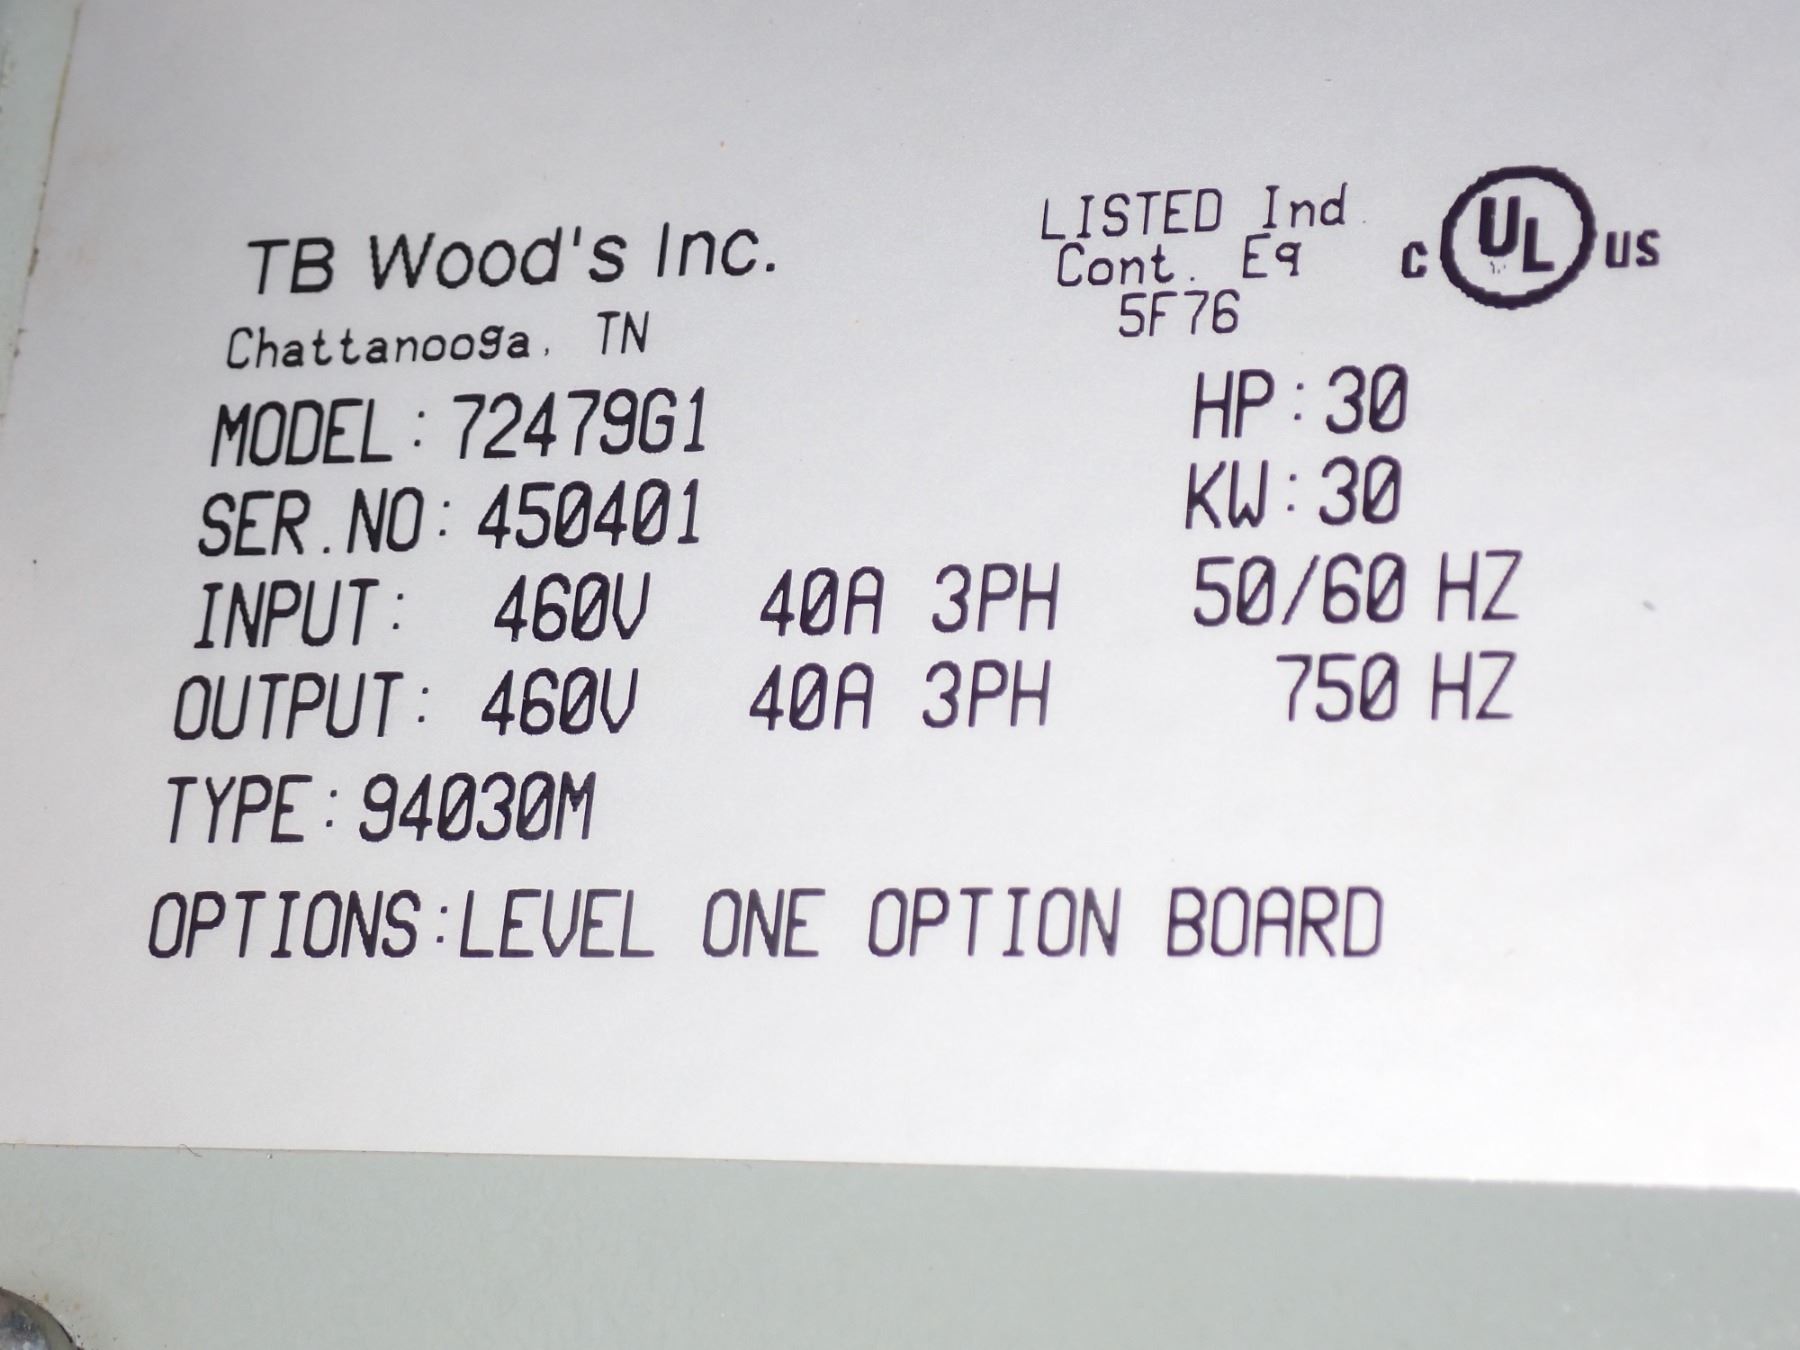 TB Wood's Inc.
Chattanooga, TN
LISTED Ind.
Cont. Eq
5F76
C UL US
MODEL: 72479G1
HP: 30
SER.NO: 450401
KW: 30
INPUT: 460V 40A 3PH 50/60 HZ
OUTPUT: 460V 40A 3PH 750 HZ
TYPE: 94030M
OPTIONS: LEVEL ONE OPTION BOARD